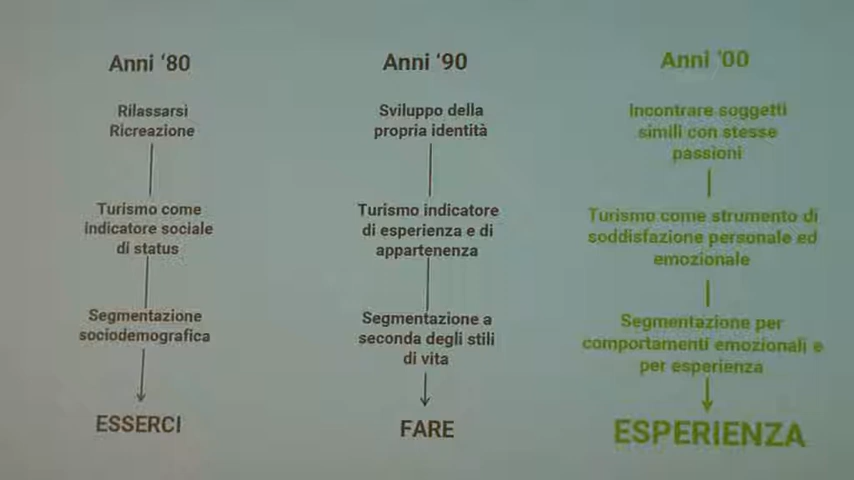 Anni ‘80
Rilassarsi
Ricreazione
Turismo come
indicatore sociale
di status
Segmentazione
sociodemografica
ESSERCI
Anni ‘90
Sviluppo della
propria identità
Turismo indicatore
di esperienza e di
appartenenza
Segmentazione a
seconda degli stili
di vita
FARE
Anni ‘00
Incontrare soggetti
simili con stesse
passioni
Turismo come strumento di
soddisfazione personale ed
emozionale
Segmentazione per
comportamenti emozionali e
per esperienza
ESPERIENZA